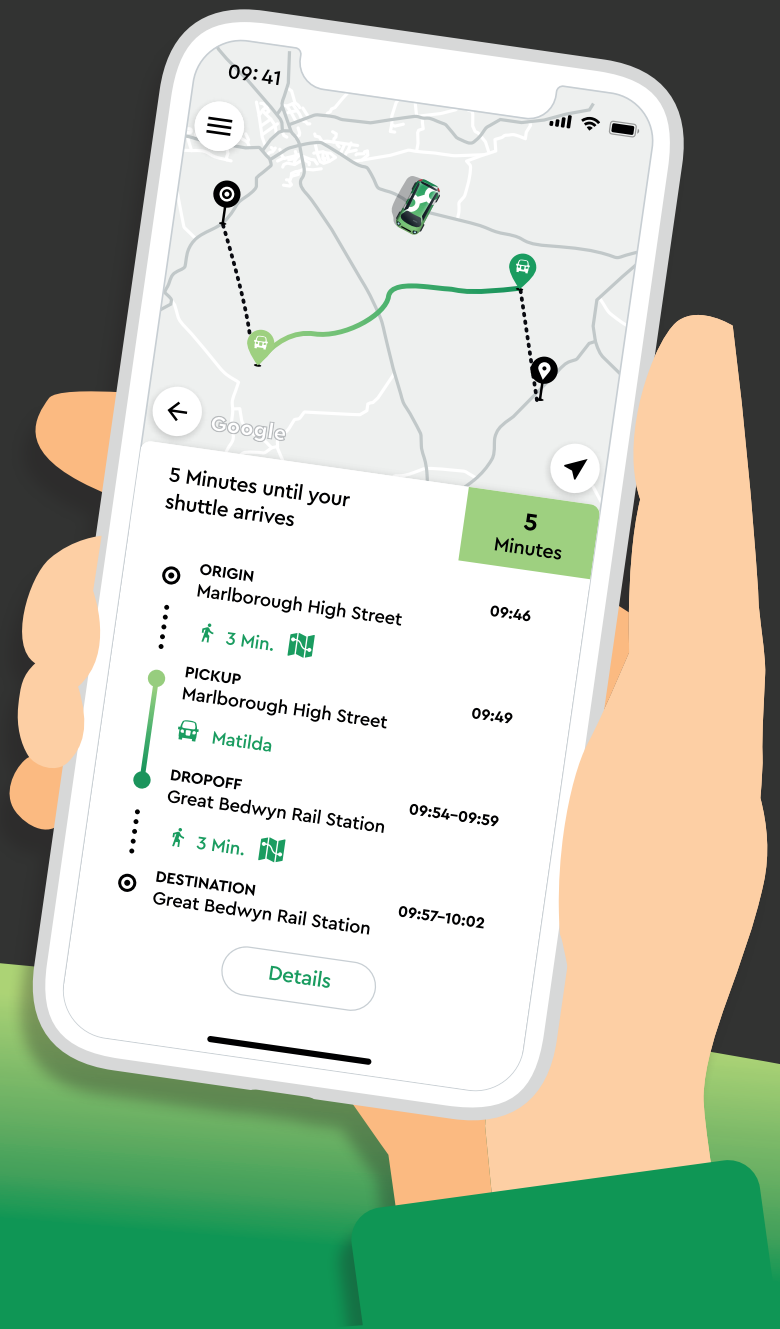 09:41
Google
5 Minutes until your
shuttle arrives
5
Minutes
ORIGIN
Marlborough High Street
09:46
3 Min.
PICKUP
Marlborough High Street
09:49
Matilda
DROPOFF
Great Bedwyn Rail Station
09:54–09:59
3 Min.
DESTINATION
Great Bedwyn Rail Station
09:57–10:02
Details